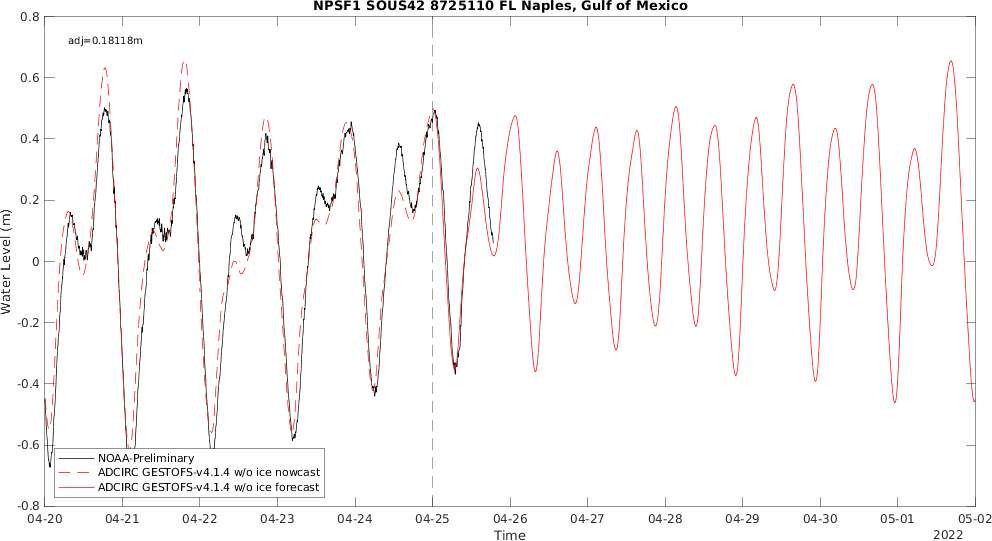 NPSF1 SOUS42 8725110 FL Naples, Gulf of Mexico
adj=0.18118m
0.8
0.6
0.4
0.2
0
-0.2
-0.4
-0.6
-0.8
Water Level (m)
NOAA-Preliminary
ADCIRC GESTOFS-v4.1.4 w/o ice nowcast
ADCIRC GESTOFS-v4.1.4 w/o ice forecast
04-20 04-21 04-22 04-23 04-24 04-25 04-26 04-27 04-28 04-29 04-30 05-01 05-02
Time
2022